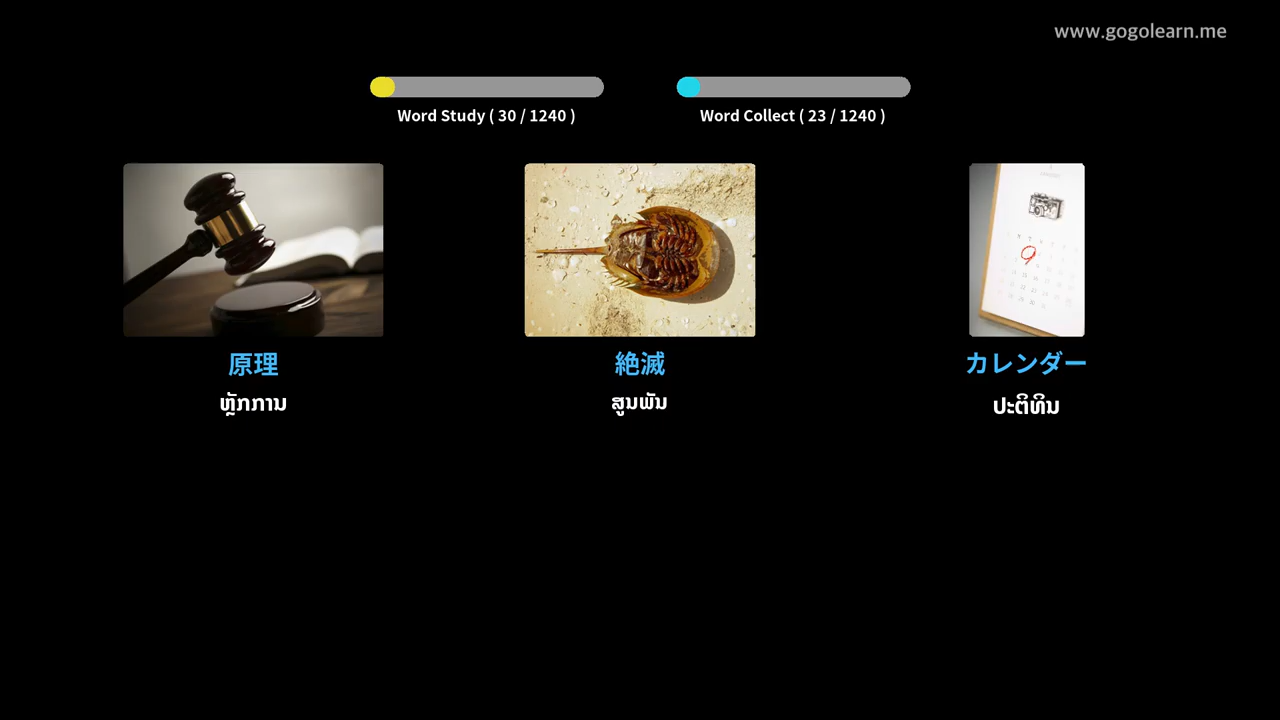 www.gogolearn.me
Word Study ( 30 / 1240 )
Word Collect ( 23 / 1240 )
原理
絶滅
カレンダー
ຫຼັກການ
ສູນພັນ
ປະຕິທິນ